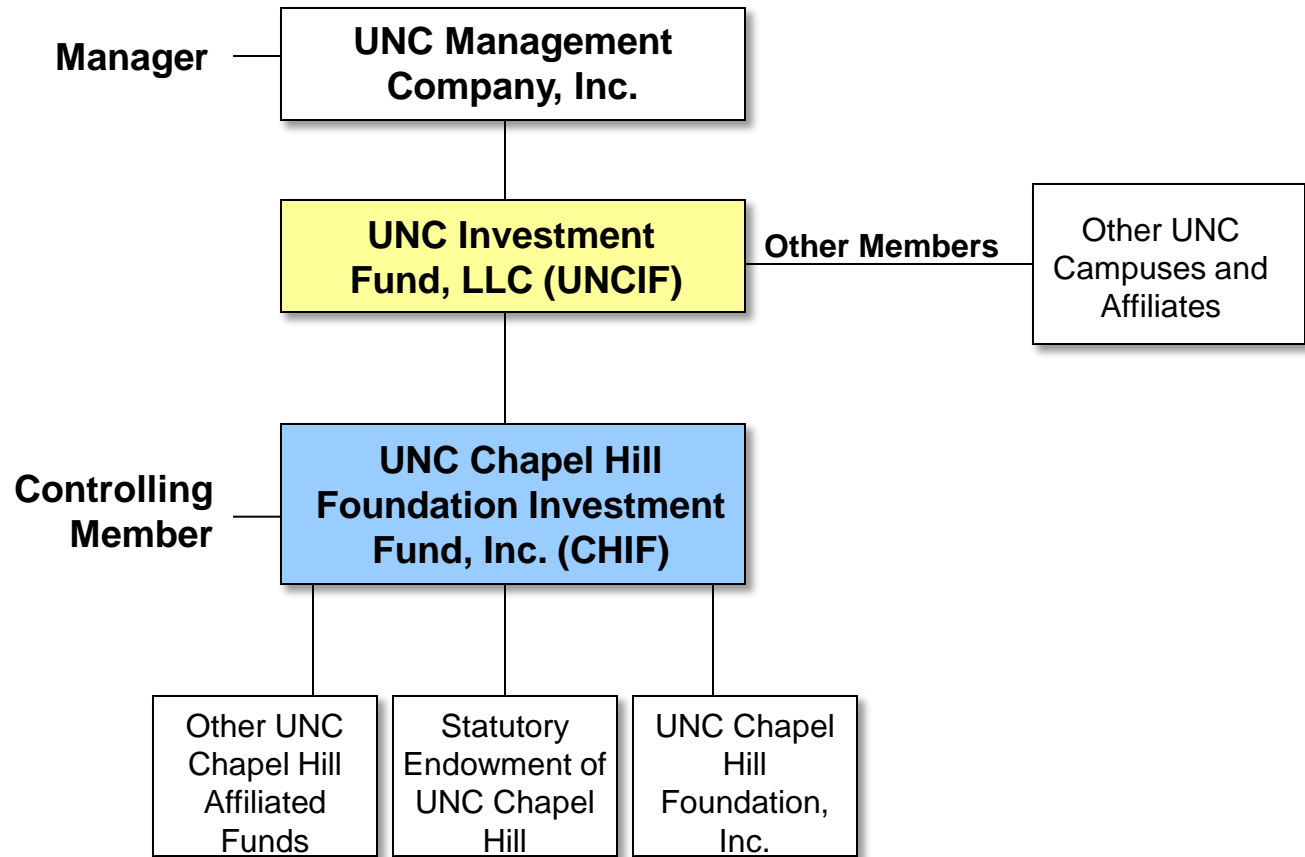 Manager
UNC Management
Company, Inc.
UNC Investment
Fund, LLC (UNCIF)
Other Members
Other UNC
Campuses and
Affiliates
Controlling
Member
UNC Chapel Hill
Foundation Investment
Fund, Inc. (CHIF)
Other UNC
Chapel Hill
Affiliated
Funds
Statutory
Endowment of
UNC Chapel
Hill
UNC Chapel
Hill
Foundation,
Inc.